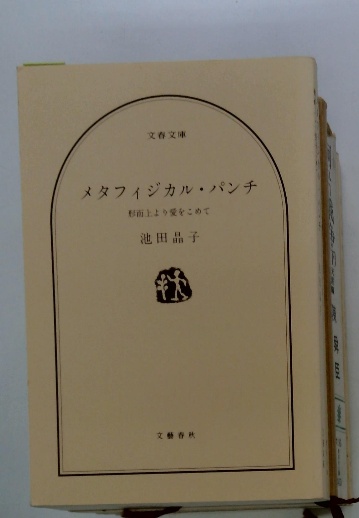 文春文庫
メタフィジカル・パンチ
形而上より愛をこめて
池田晶子
文藝春秋